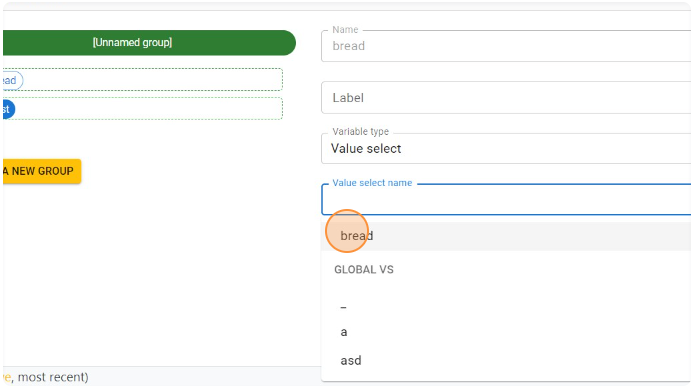 [Unnamed group]
Name
bread
ead
Label
st
Variable type
Value select
A NEW GROUP
Value select name
bread
GLOBAL VS
_
a
asd
e, most recent)